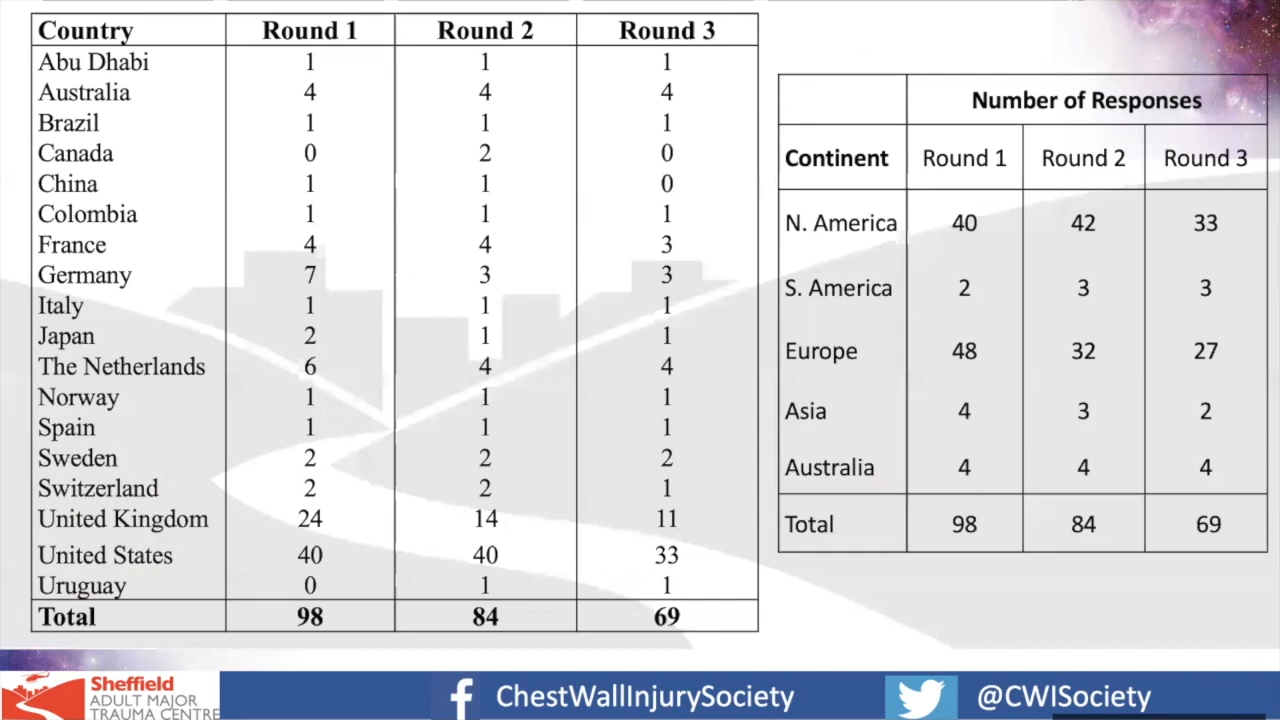 Country Round 1 Round 2 Round 3
Abu Dhabi 1 1 1
Australia 4 4 4
Brazil 1 1 1
Canada 0 2 0
China 1 1 0
Colombia 1 1 1
France 4 4 3
Germany 7 3 3
Italy 1 1 1
Japan 2 1 1
The Netherlands 6 4 4
Norway 1 1 1
Spain 1 1 1
Sweden 2 2 2
Switzerland 2 2 1
United Kingdom 24 14 11
United States 40 40 33
Uruguay 0 1 1
Total 98 84 69
Number of Responses
Continent Round 1 Round 2 Round 3
N. America 40 42 33
S. America 2 3 3
Europe 48 32 27
Asia 4 3 2
Australia 4 4 4
Total 98 84 69
Sheffield
ADULT MAJOR
TRAUMA CENTRE
ChestWallInjurySociety
@CWISociety